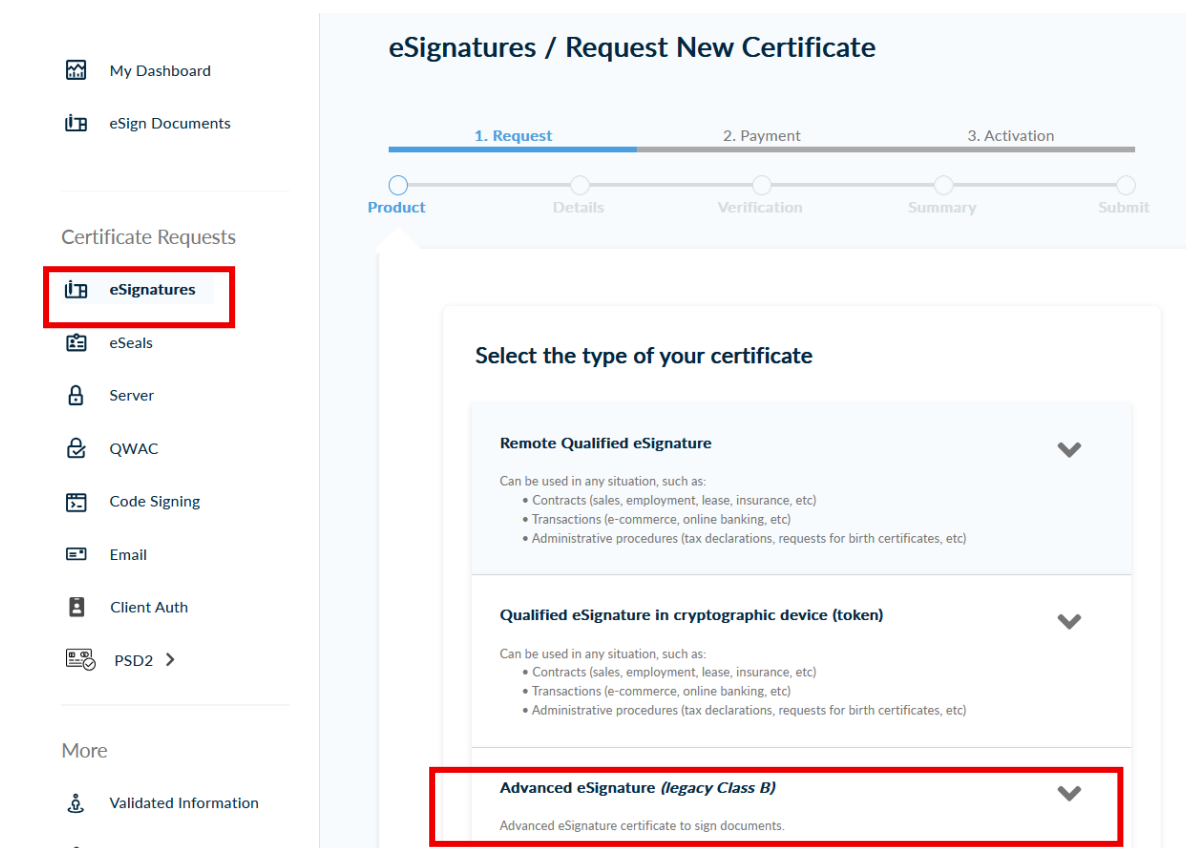 My Dashboard
eSign Documents
Certificate Requests
eSignatures
eSeals
Server
QWAC
Code Signing
Email
Client Auth
PSD2
More
Validated Information
eSignatures / Request New Certificate
1. Request
2. Payment
3. Activation
Product
Details
Verification
Summary
Submit
Select the type of your certificate
Remote Qualified eSignature
Can be used in any situation, such as:
• Contracts (sales, employment, lease, insurance, etc)
• Transactions (e-commerce, online banking, etc)
• Administrative procedures (tax declarations, requests for birth certificates, etc)
Qualified eSignature in cryptographic device (token)
Can be used in any situation, such as:
• Contracts (sales, employment, lease, insurance, etc)
• Transactions (e-commerce, online banking, etc)
• Administrative procedures (tax declarations, requests for birth certificates, etc)
Advanced eSignature (legacy Class B)
Advanced eSignature certificate to sign documents.